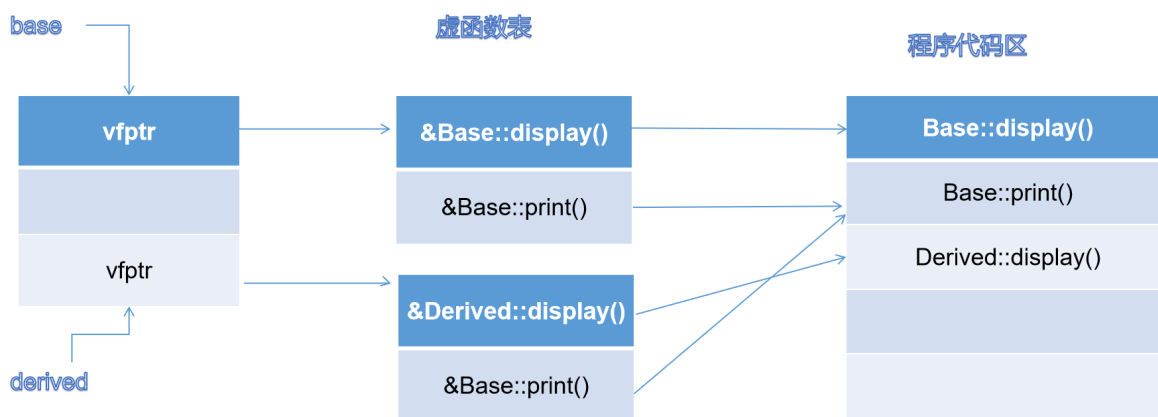 base
虚函数表
程序代码区
vfptr
&Base::display()
Base::display()
&Base::print()
Base::print()
vfptr
Derived::display()
&Derived::display()
derived
&Base::print()